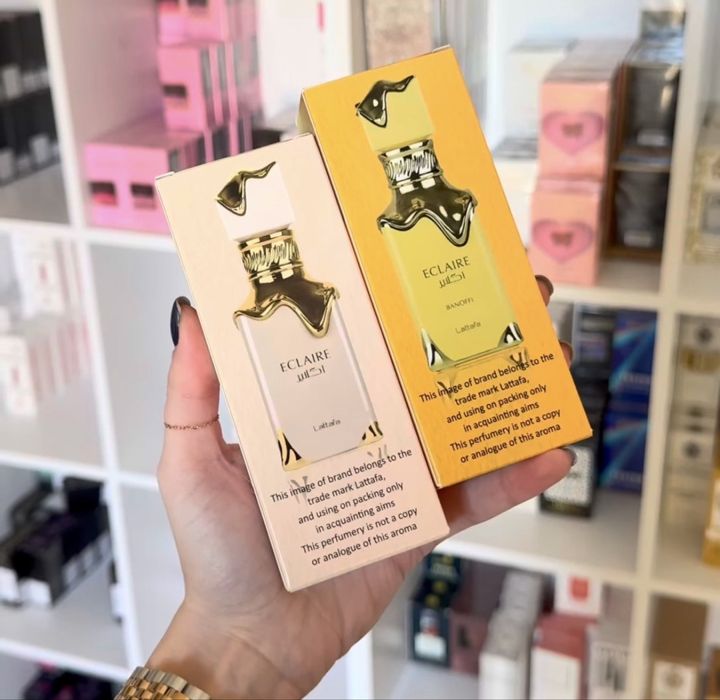 ECLAIRE
اكلير
Lattafa
This image of brand belongs to the
trade mark Lattafa,
and using on packing only
in acquainting aims
This perfumery is not a copy
or analogue of this aroma
ECLAIRE
اكلير
BANOFFI
Lattafa
This image of brand belongs to the
trade mark Lattafa,
and using on packing only
in acquainting aims
This perfumery is not a copy
or analogue of this aroma